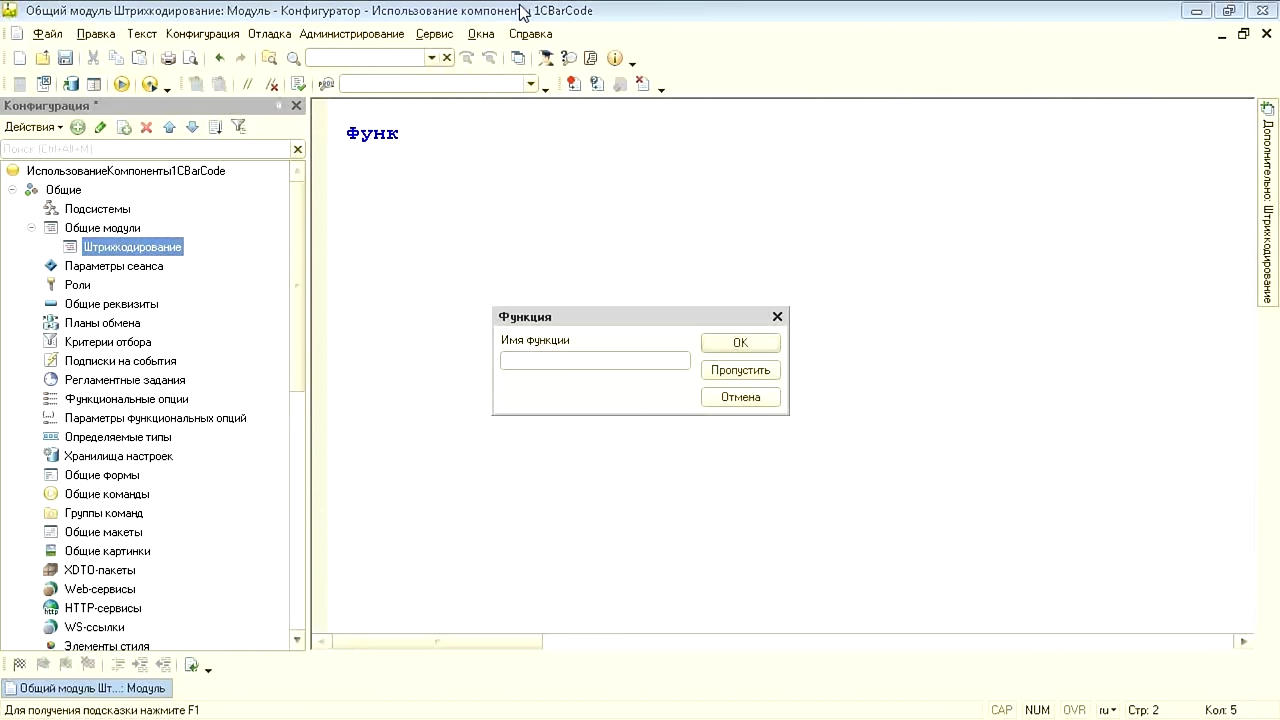 Общий модуль Штрихкодирование: Модуль - Конфигуратор - Использование компоненты 1CBarCode
Файл Правка Текст Конфигурация Отладка Администрирование Сервис Окна Справка
Конфигурация *
Действия
Поиск (Ctrl+Alt+M)
ИспользованиеКомпоненты1CBarCode
Общие
Подсистемы
Общие модули
Штрихкодирование
Параметры сеанса
Роли
Общие реквизиты
Планы обмена
Критерии отбора
Подписки на события
Регламентные задания
Функциональные опции
Параметры функциональных опций
Определяемые типы
Хранилища настроек
Общие формы
Общие команды
Группы команд
Общие макеты
Общие картинки
XDTO-пакеты
Web-сервисы
HTTP-сервисы
WS-ссылки
Элементы стиля
Функ
Функция
Имя функции
OK
Пропустить
Отмена
Дополнительно: Штрихкодирование
Общий модуль Шт...: Модуль
Для получения подсказки нажмите F1
CAP NUM OVR ru Стр: 2 Кол: 5